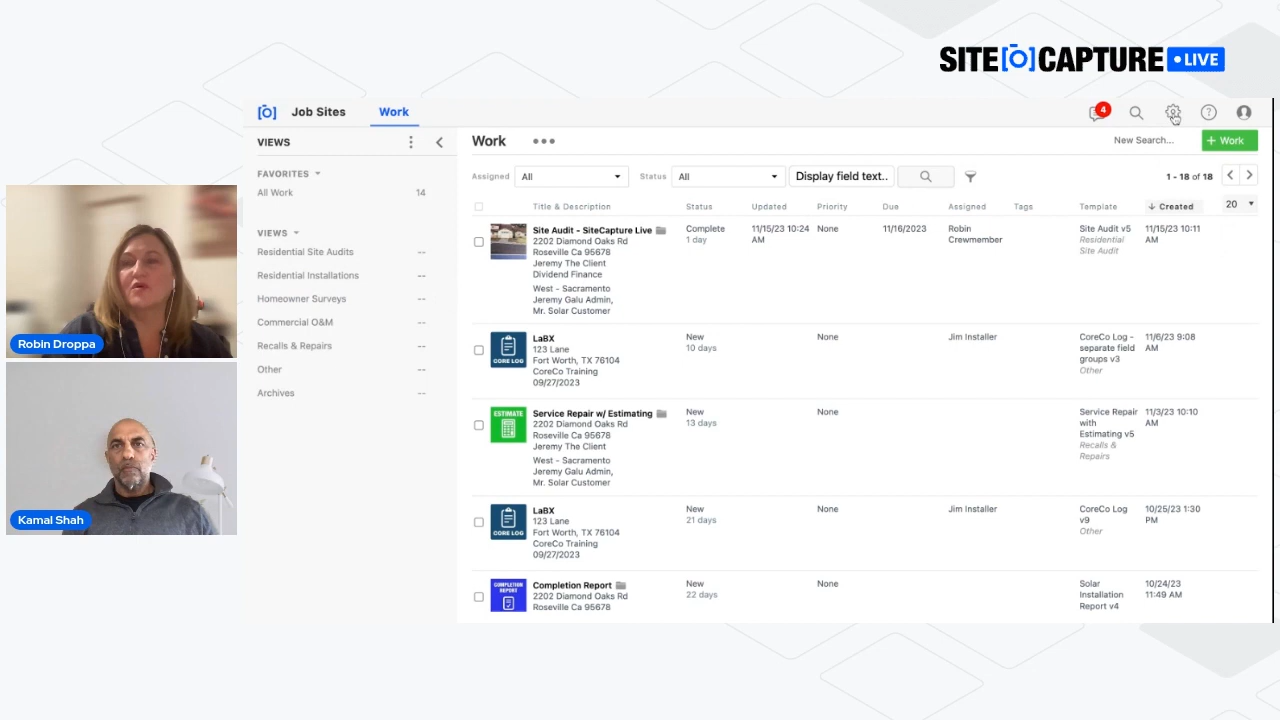 SITE CAPTURE LIVE
Job Sites
Work
4
VIEWS
FAVORITES
All Work 14
VIEWS
Residential Site Audits --
Residential Installations --
Homeowner Surveys --
Commercial O&M --
Recalls & Repairs --
Other --
Archives --
Work
New Search...
+ Work
Assigned All
Status All
Display field text..
1 - 18 of 18
20
Title & Description Status Updated Priority Due Assigned Tags Template Created
Site Audit - SiteCapture Live
2202 Diamond Oaks Rd
Roseville Ca 95678
Jeremy The Client
Dividend Finance
West - Sacramento
Jeremy Galu Admin,
Mr. Solar Customer
Complete
1 day
11/15/23 10:24
AM
None
11/16/2023
Robin
Crewmember
Site Audit v5
Residential
Site Audit
11/15/23 10:11
AM
CORE LOG
LaBX
123 Lane
Fort Worth, TX 76104
CoreCo Training
09/27/2023
New
10 days
None
Jim Installer
CoreCo Log -
separate field
groups v3
Other
11/6/23 9:08
AM
ESTIMATE
Service Repair w/ Estimating
2202 Diamond Oaks Rd
Roseville Ca 95678
Jeremy The Client
West - Sacramento
Jeremy Galu Admin,
Mr. Solar Customer
New
13 days
None
Service Repair
with
Estimating v5
Recalls &
Repairs
11/3/23 10:10
AM
CORE LOG
LaBX
123 Lane
Fort Worth, TX 76104
CoreCo Training
09/27/2023
New
21 days
None
Jim Installer
CoreCo Log
v9
Other
10/25/23 1:30
PM
COMPLETION
REPORT
Completion Report
2202 Diamond Oaks Rd
Roseville Ca 95678
New
22 days
None
Solar
Installation
Report v4
10/24/23
11:49 AM
Robin Droppa
Kamal Shah